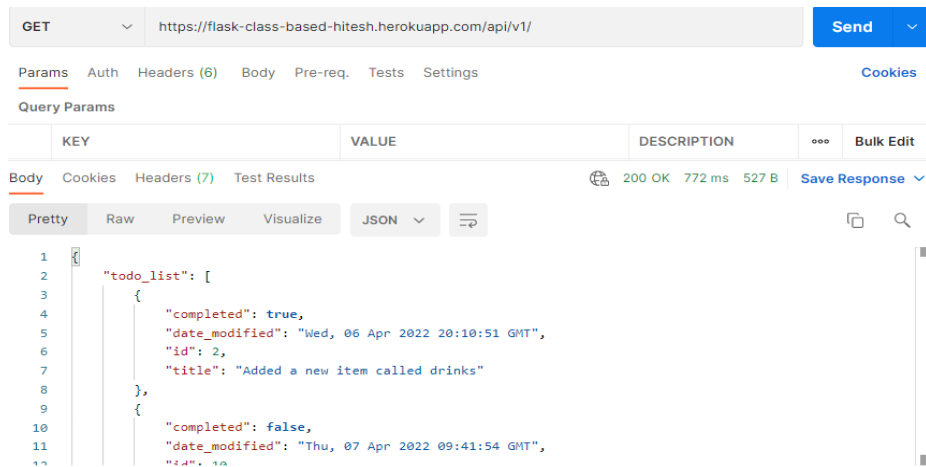 GET https://flask-class-based-hitesh.herokuapp.com/api/v1/ Send
Params Auth Headers (6) Body Pre-req. Tests Settings Cookies
Query Params
KEY VALUE DESCRIPTION ooo Bulk Edit
Body Cookies Headers (7) Test Results 200 OK 772 ms 527 B Save Response
Pretty Raw Preview Visualize JSON
1 {
2 "todo_list": [
3 {
4 "completed": true,
5 "date_modified": "Wed, 06 Apr 2022 20:10:51 GMT",
6 "id": 2,
7 "title": "Added a new item called drinks"
8 },
9 {
10 "completed": false,
11 "date_modified": "Thu, 07 Apr 2022 09:41:54 GMT",
12 "id": 10